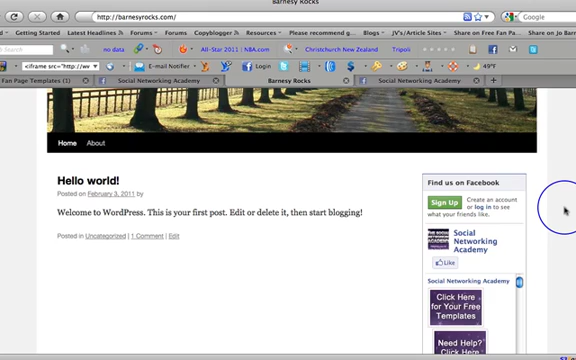 Barnesy Rocks
http://barnesyrocks.com/
Google
Getting Started
Latest Headlines
From Chris
Forums
Copyblogger
Resources
Blogs
JV's/Article Sites
Share on Free Fan Pag
Share on Jo Barn
Search
no data
All-Star 2011 | NBA.com
Christchurch New Zealand
Tripoli
<iframe src="http://ww
E-mail Notifier
Login
49°F
Fan Page Templates (1)
Social Networking Academy
Barnesy Rocks
Social Networking Academy
Home
About
Hello world!
Posted on February 3, 2011 by
Welcome to WordPress. This is your first post. Edit or delete it, then start blogging!
Posted in Uncategorized | 1 Comment | Edit
Find us on Facebook
Sign Up
Create an account
or log in to see
what your friends like.
Social
Networking
Academy
Like
Social Networking Academy
Click Here
for Your Free
Templates
Need Help?
Click Here